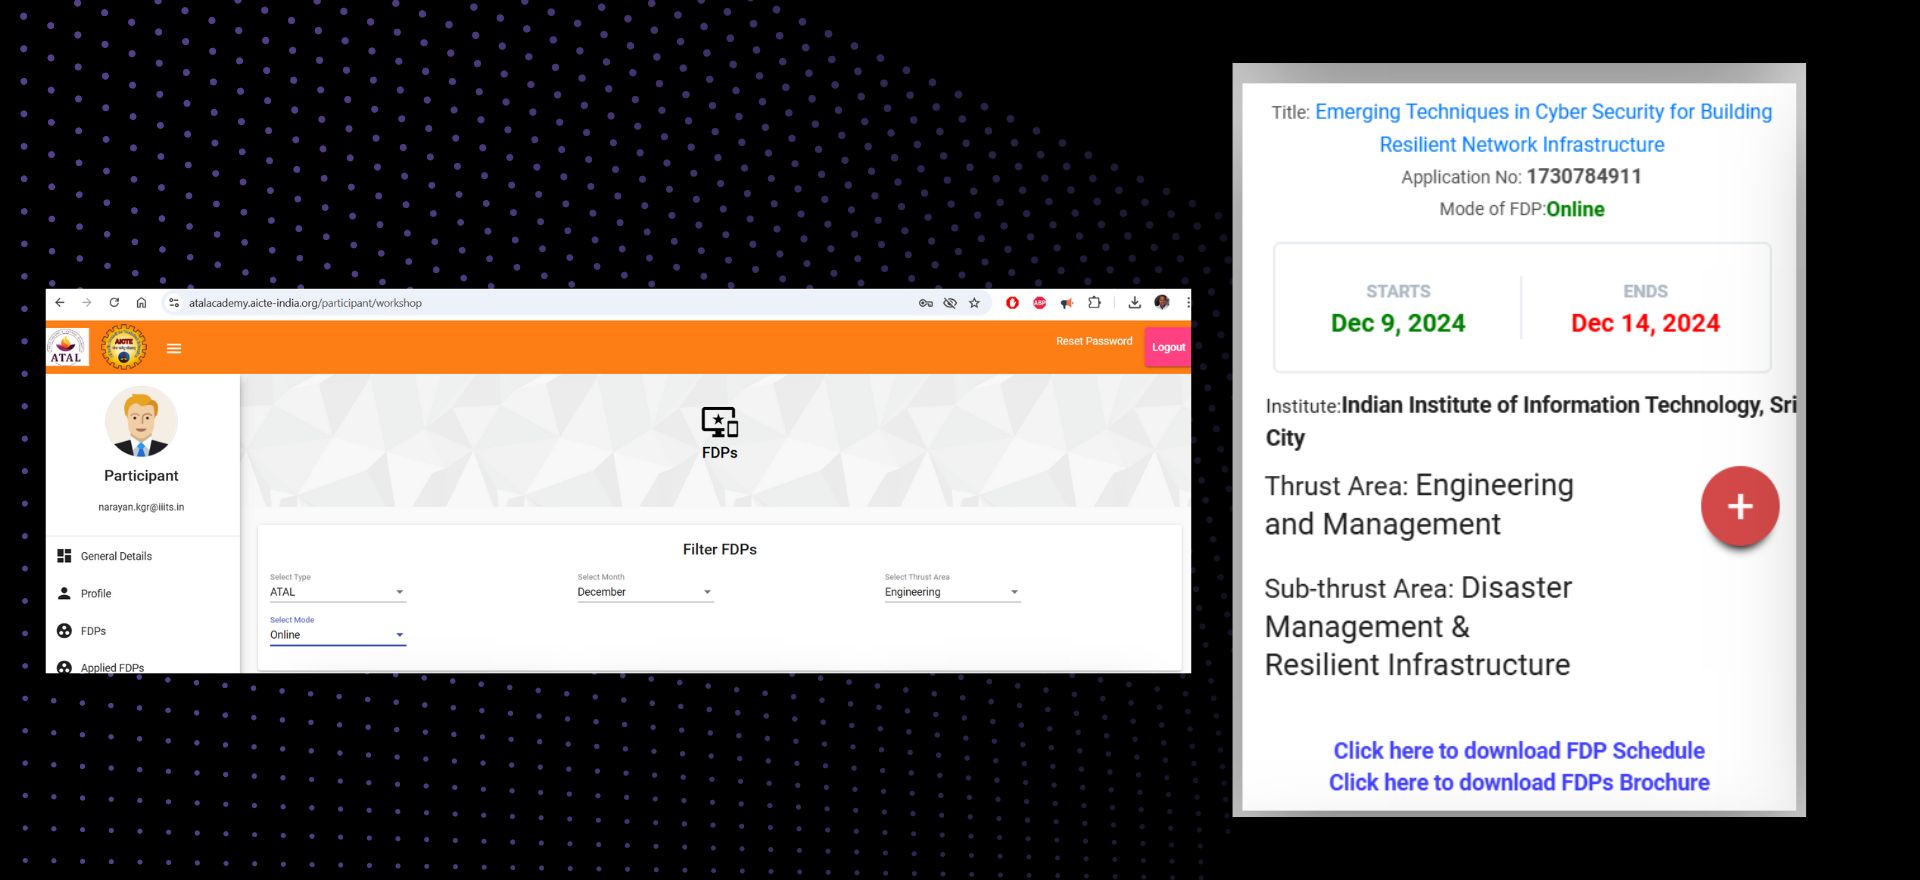 atalacademy.aicte-india.org/participant/workshop
ABP
ATAL
AICTE
Reset Password
Logout
Participant
narayan.kgr@iiits.in
General Details
Profile
FDPs
Applied FDPs
FDPs
Filter FDPs
Select Type
ATAL
Select Month
December
Select Thrust Area
Engineering
Select Mode
Online
Title: Emerging Techniques in Cyber Security for Building
Resilient Network Infrastructure
Application No: 1730784911
Mode of FDP:Online
STARTS
Dec 9, 2024
ENDS
Dec 14, 2024
Institute:Indian Institute of Information Technology, Sri
City
Thrust Area: Engineering
and Management
Sub-thrust Area: Disaster
Management &
Resilient Infrastructure
+
Click here to download FDP Schedule
Click here to download FDPs Brochure